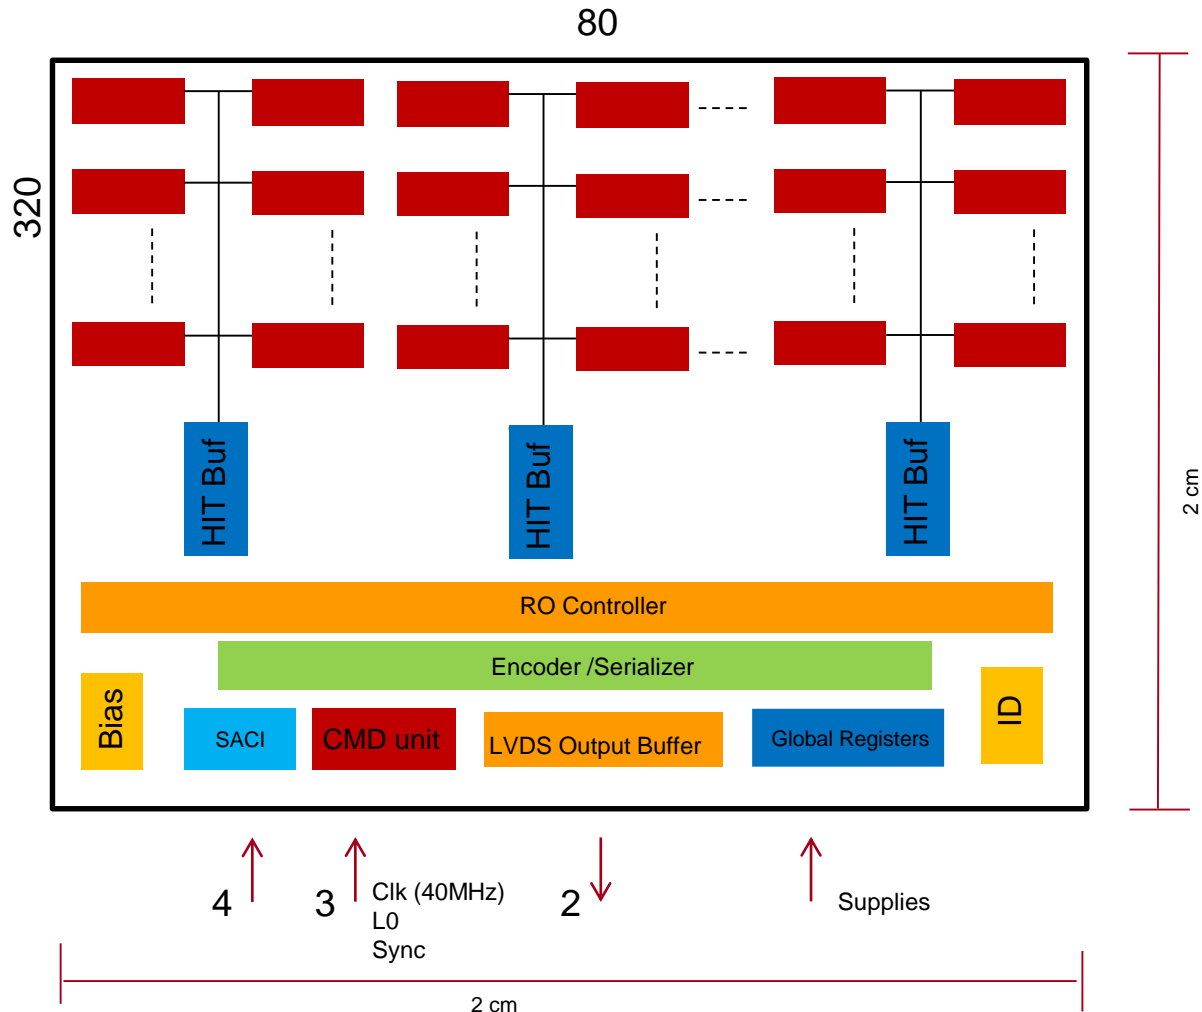 80
320
HIT Buf
HIT Buf
HIT Buf
2 cm
RO Controller
Encoder /Serializer
Bias
SACI
CMD unit
LVDS Output Buffer
Global Registers
ID
4
3
Clk (40MHz)
L0
Sync
2
Supplies
2 cm